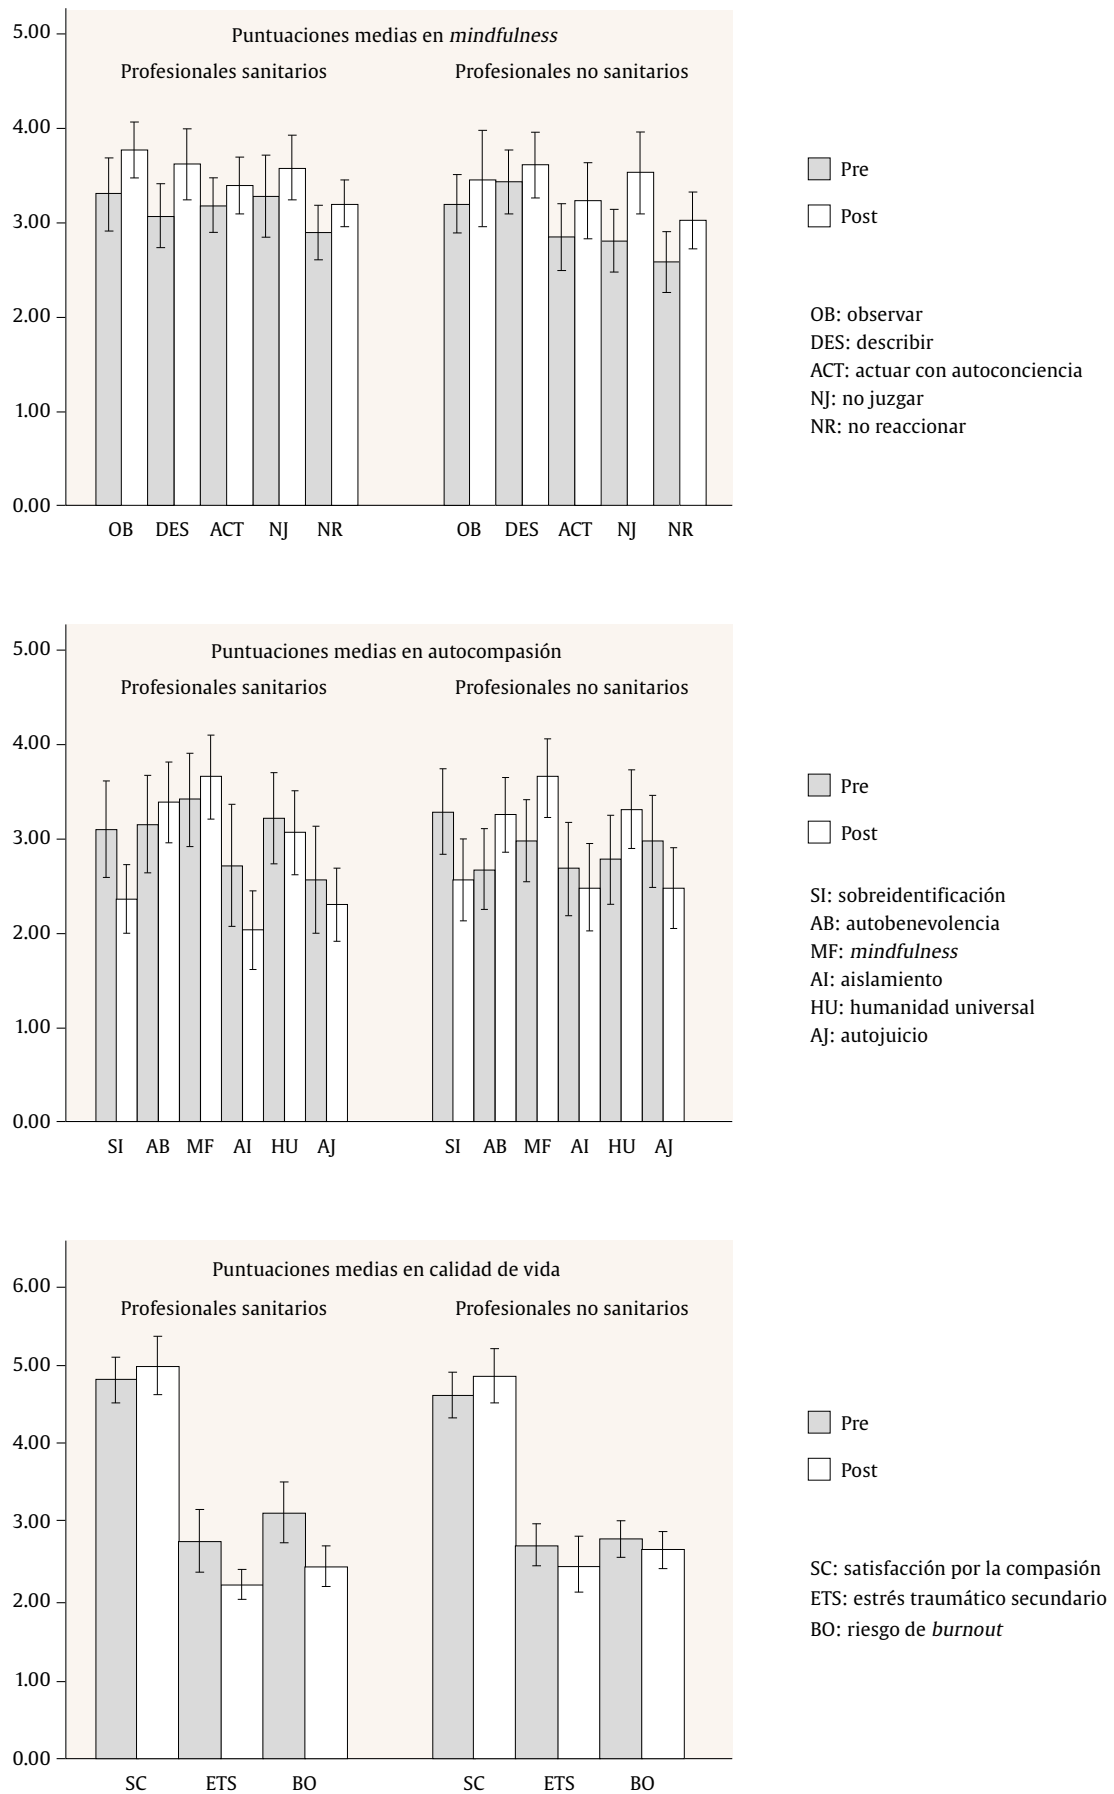 Puntuaciones medias en mindfulness
Profesionales sanitarios
Profesionales no sanitarios
5.00
4.00
3.00
2.00
1.00
0.00
OB DES ACT NJ NR
OB DES ACT NJ NR
Pre
Post
OB: observar
DES: describir
ACT: actuar con autoconciencia
NJ: no juzgar
NR: no reaccionar
Puntuaciones medias en autocompasión
Profesionales sanitarios
Profesionales no sanitarios
5.00
4.00
3.00
2.00
1.00
0.00
SI AB MF AI HU AJ
SI AB MF AI HU AJ
Pre
Post
SI: sobreidentificación
AB: autobenevolencia
MF: mindfulness
AI: aislamiento
HU: humanidad universal
AJ: autojuicio
Puntuaciones medias en calidad de vida
Profesionales sanitarios
Profesionales no sanitarios
6.00
5.00
4.00
3.00
2.00
1.00
0.00
SC ETS BO
SC ETS BO
Pre
Post
SC: satisfacción por la compasión
ETS: estrés traumático secundario
BO: riesgo de burnout